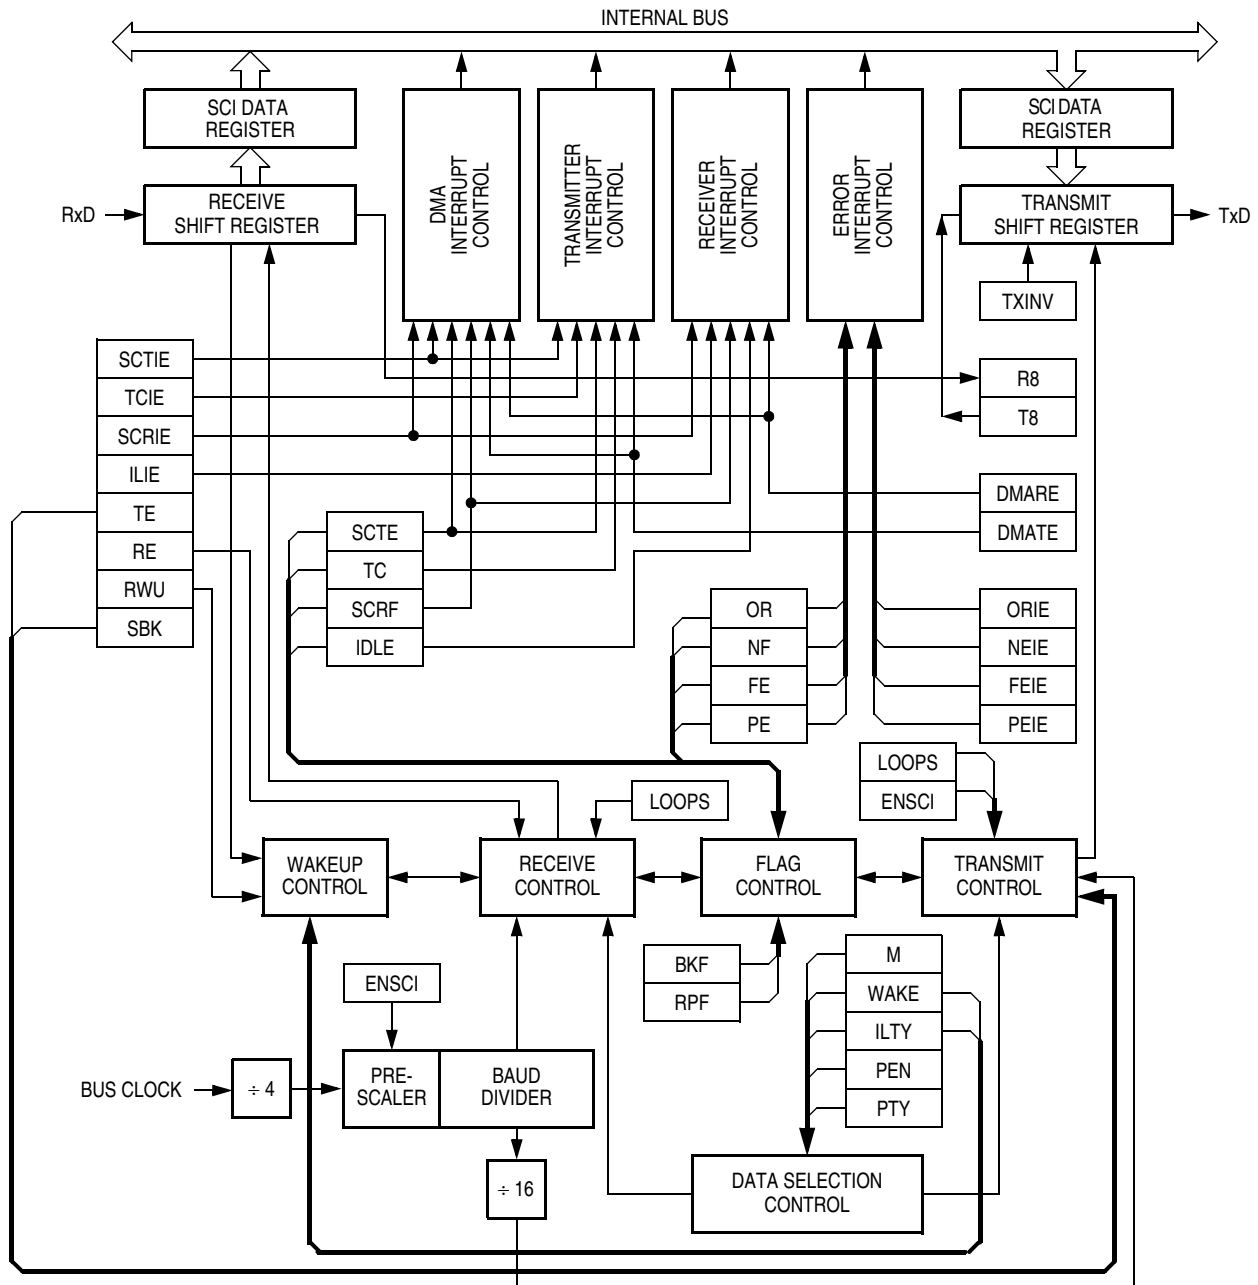 INTERNAL BUS
SCI DATA
REGISTER
DMA
INTERRUPT
CONTROL
TRANSMITTER
INTERRUPT
CONTROL
RECEIVER
INTERRUPT
CONTROL
ERROR
INTERRUPT
CONTROL
SCI DATA
REGISTER
RxD
RECEIVE
SHIFT REGISTER
TRANSMIT
SHIFT REGISTER
TxD
TXINV
SCTIE
TCIE
SCRIE
ILIE
TE
RE
RWU
SBK
R8
T8
DMARE
DMATE
SCTE
TC
SCRF
IDLE
OR
NF
FE
PE
ORIE
NEIE
FEIE
PEIE
LOOPS
ENSCI
LOOPS
WAKEUP
CONTROL
RECEIVE
CONTROL
FLAG
CONTROL
TRANSMIT
CONTROL
BKF
RPF
M
WAKE
ILTY
PEN
PTY
ENSCI
BUS CLOCK
÷ 4
PRE-
SCALER
BAUD
DIVIDER
÷ 16
DATA SELECTION
CONTROL